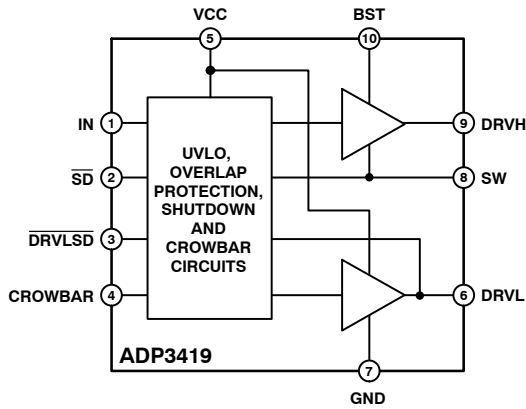 VCC
BST
5
10
IN
1
9
DRVH
SD
2
8
SW
UVLO,
OVERLAP
PROTECTION,
SHUTDOWN
AND
CROWBAR
CIRCUITS
DRVLSD
3
CROWBAR
4
6
DRVL
ADP3419
7
GND